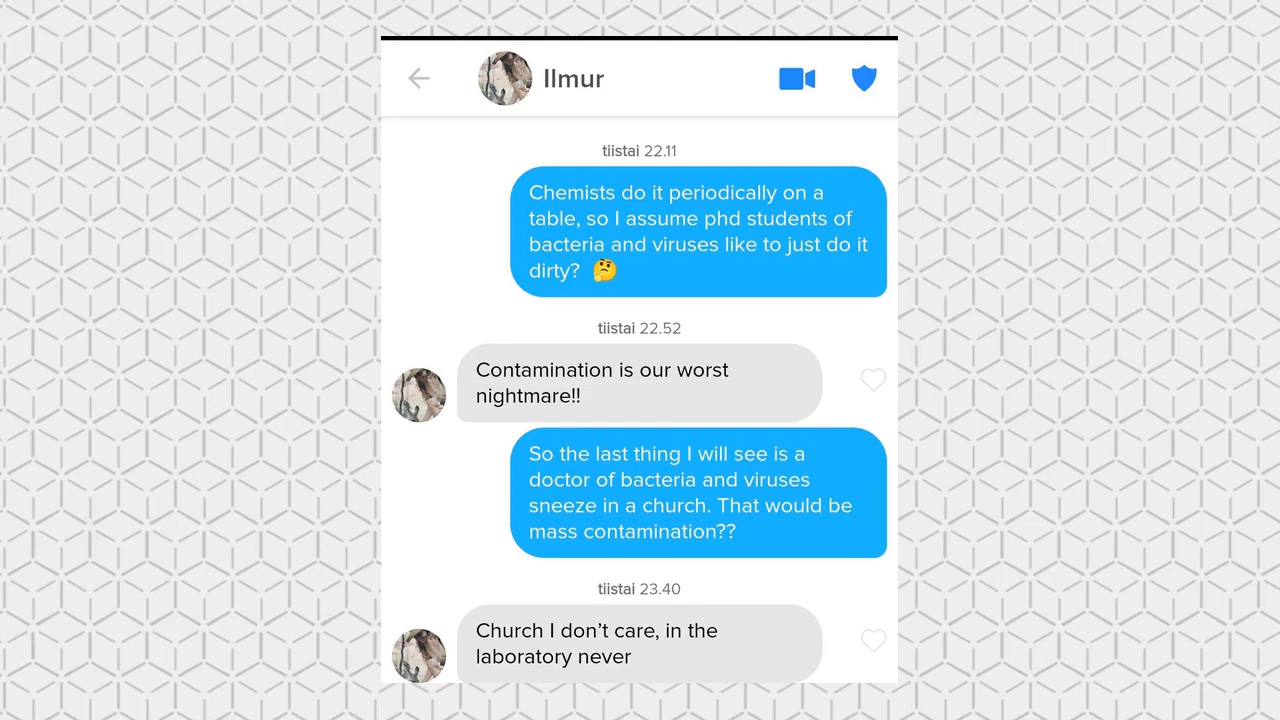 Ilmur
tiistai 22.11
Chemists do it periodically on a
table, so I assume phd students of
bacteria and viruses like to just do it
dirty? 🤔
tiistai 22.52
Contamination is our worst
nightmare!!
So the last thing I will see is a
doctor of bacteria and viruses
sneeze in a church. That would be
mass contamination??
tiistai 23.40
Church I don’t care, in the
laboratory never